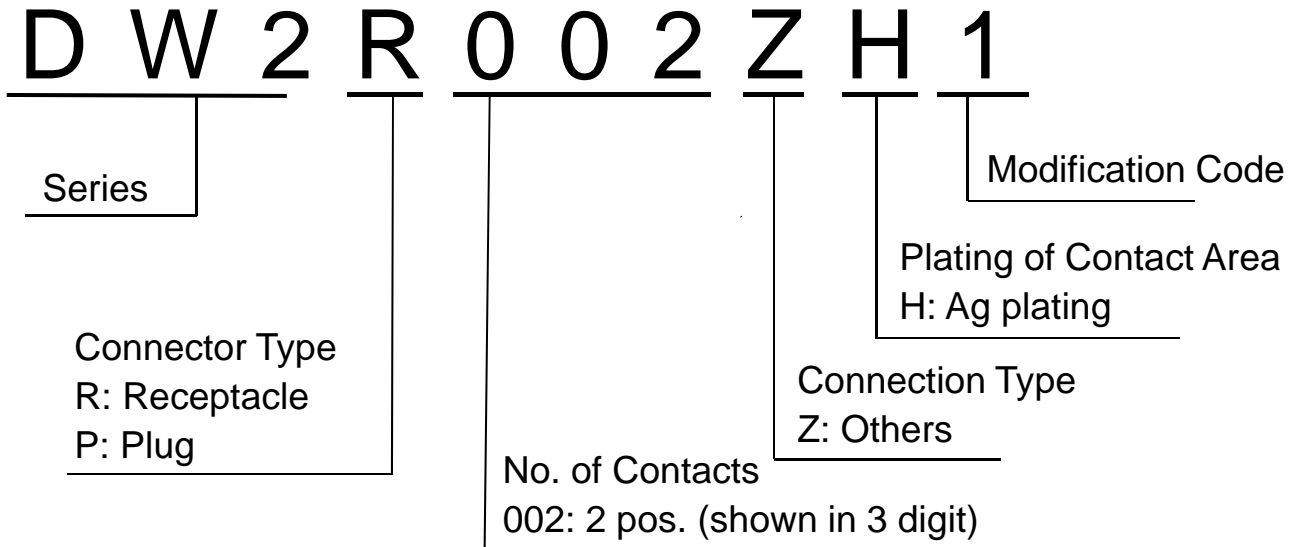 D W 2 R 0 0 2 Z H 1
Series
Modification Code
Plating of Contact Area
H: Ag plating
Connector Type
R: Receptacle
P: Plug
Connection Type
Z: Others
No. of Contacts
002: 2 pos. (shown in 3 digit)